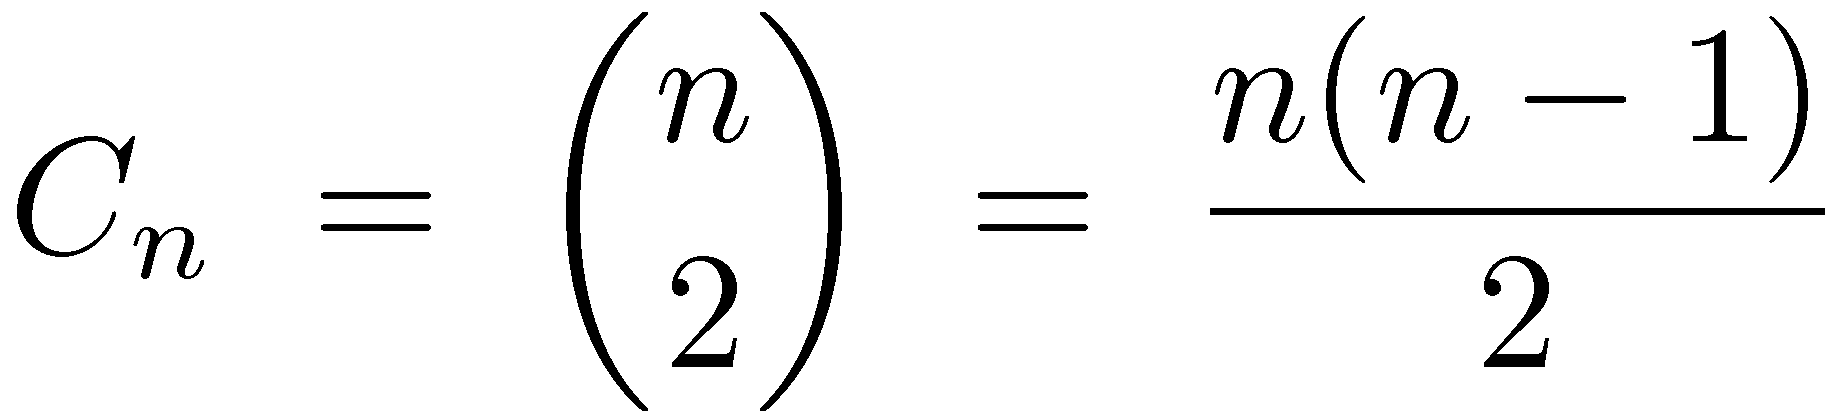 $C_n = \binom{n}{2} = \frac{n(n-1)}{2}$